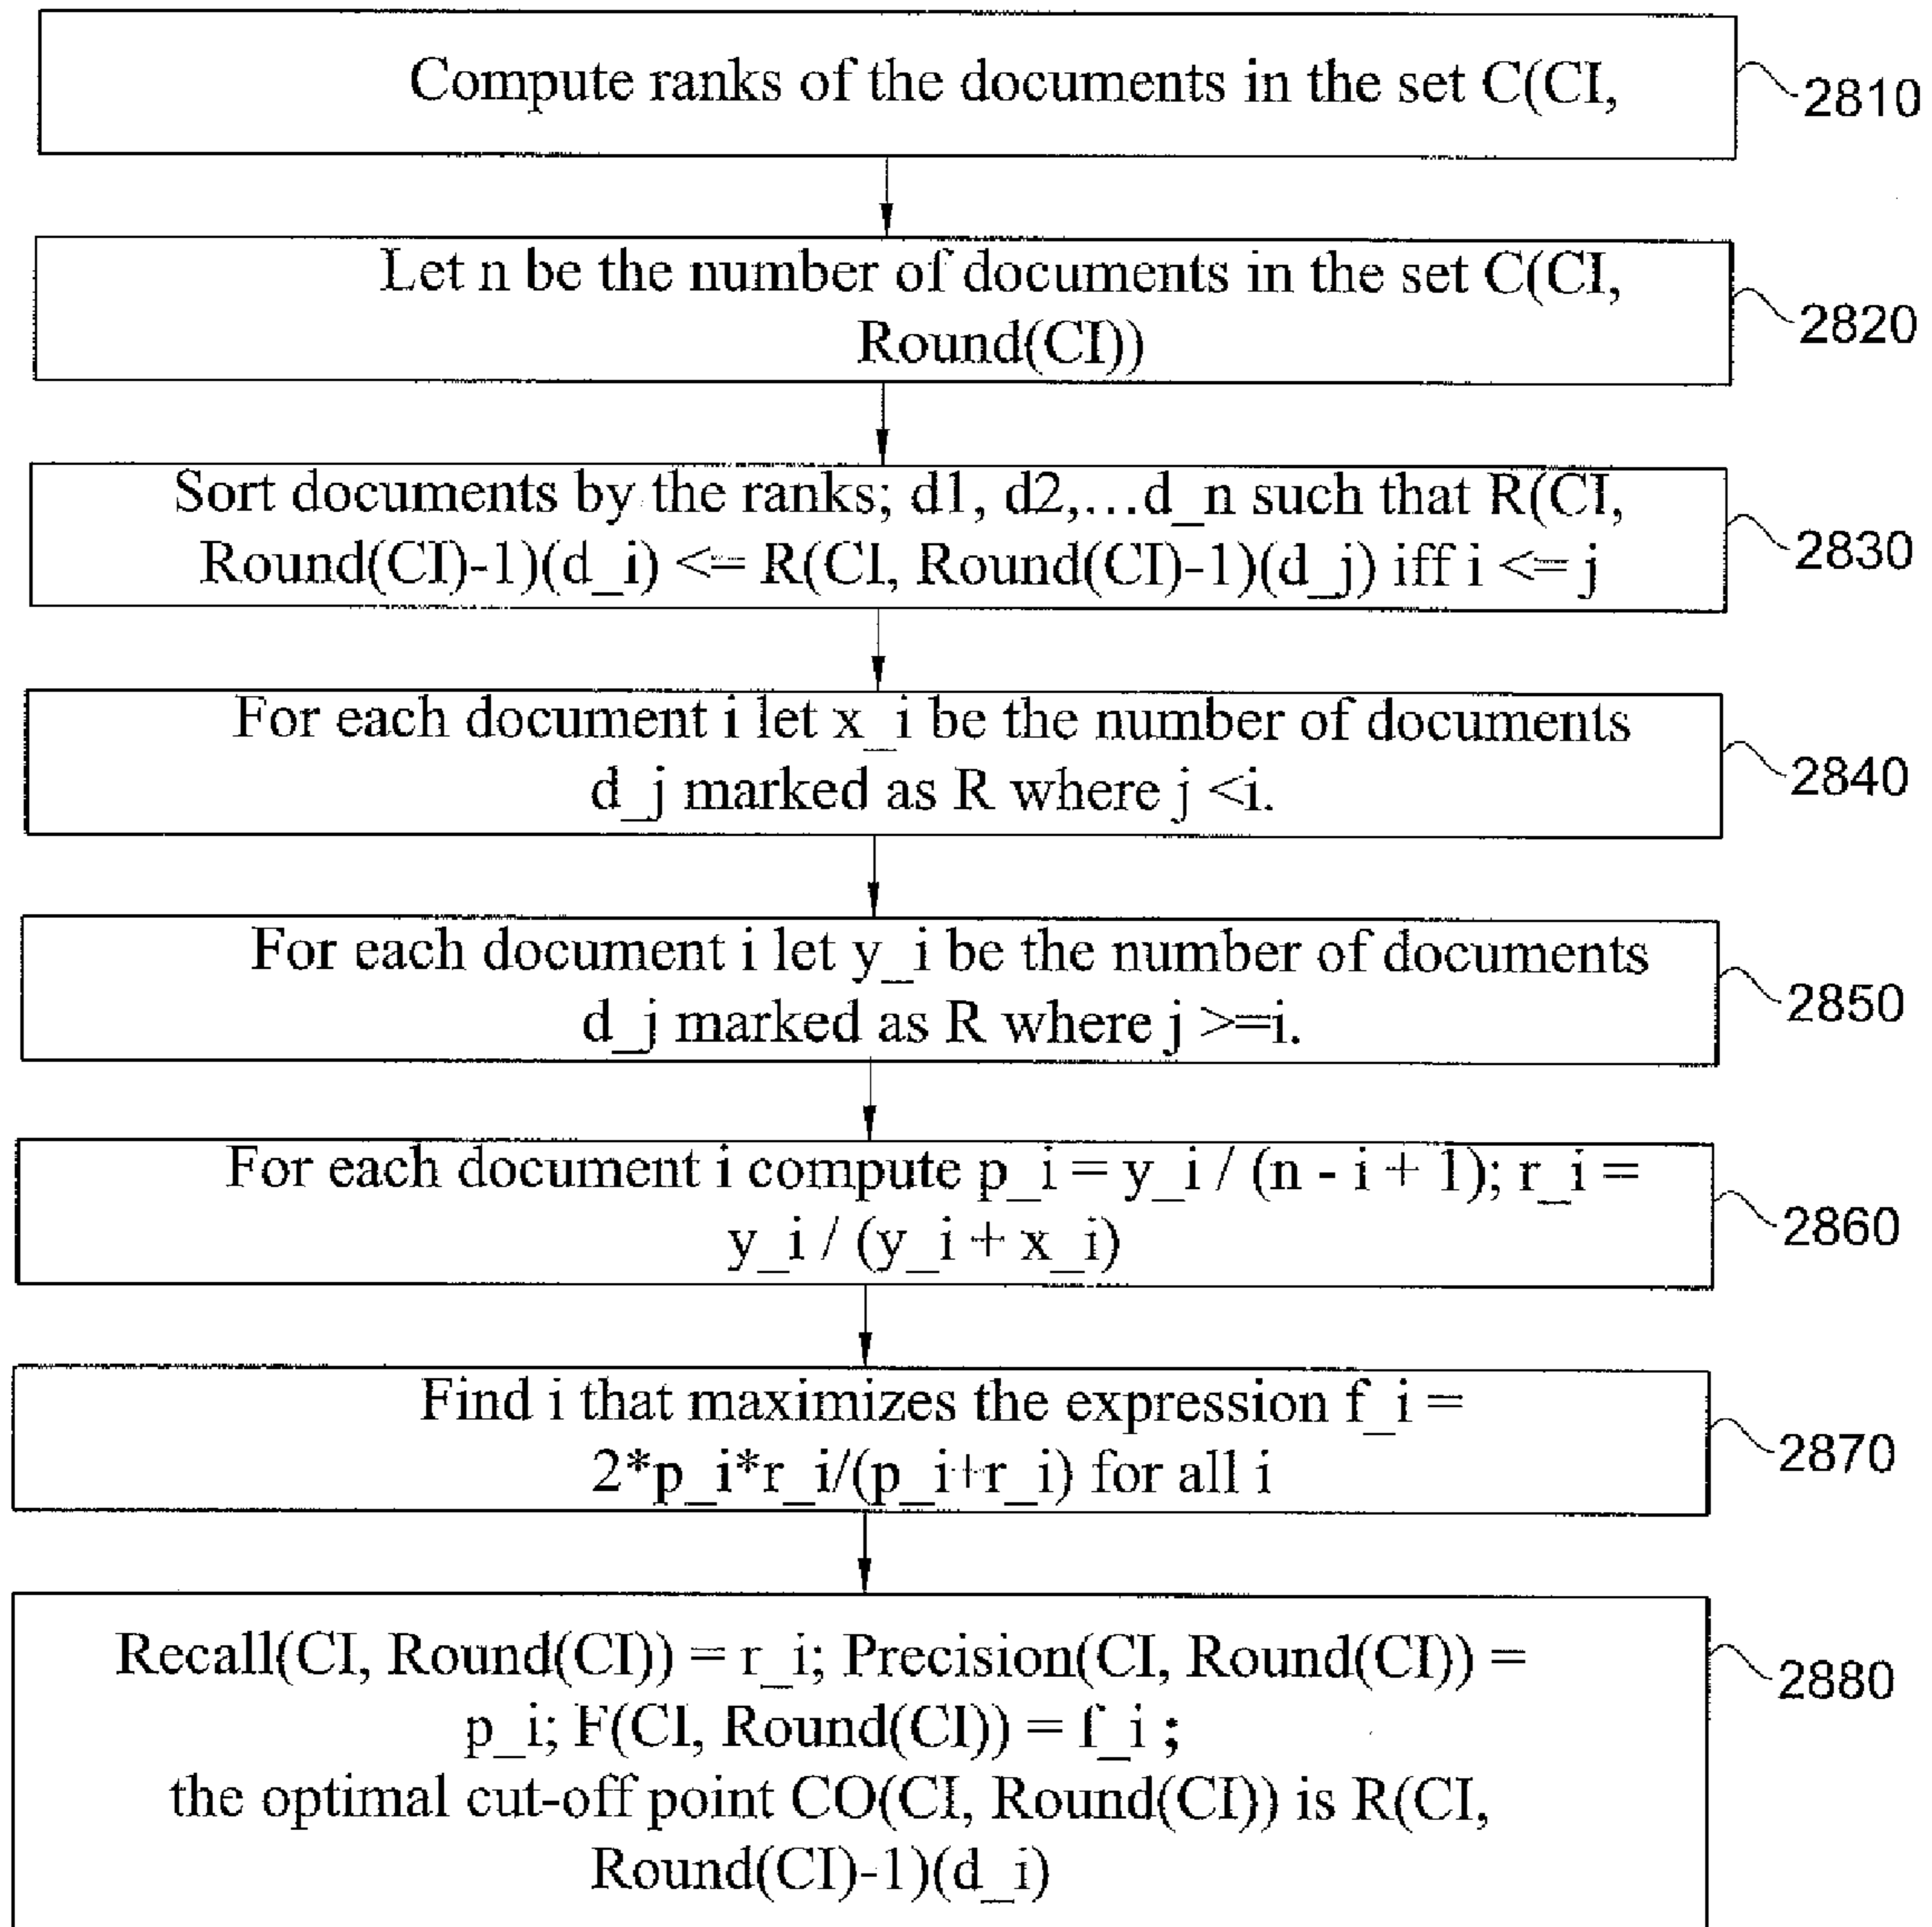 Compute ranks of the documents in the set C(CI,
2810
Let n be the number of documents in the set C(CI,
Round(CI))
2820
Sort documents by the ranks; d1, d2,...d_n such that R(CI,
Round(CI)-1)(d_i) <= R(CI, Round(CI)-1)(d_j) iff i <= j
2830
For each document i let x_i be the number of documents
d_j marked as R where j <i.
2840
For each document i let y_i be the number of documents
d_j marked as R where j >=i.
2850
For each document i compute p_i = y_i / (n - i + 1); r_i =
y_i / (y_i + x_i)
2860
Find i that maximizes the expression f_i =
2*p_i*r_i/(p_i+r_i) for all i
2870
Recall(CI, Round(CI)) = r_i; Precision(CI, Round(CI)) =
p_i; F(CI, Round(CI)) = f_i ;
the optimal cut-off point CO(CI, Round(CI)) is R(CI,
Round(CI)-1)(d_i)
2880